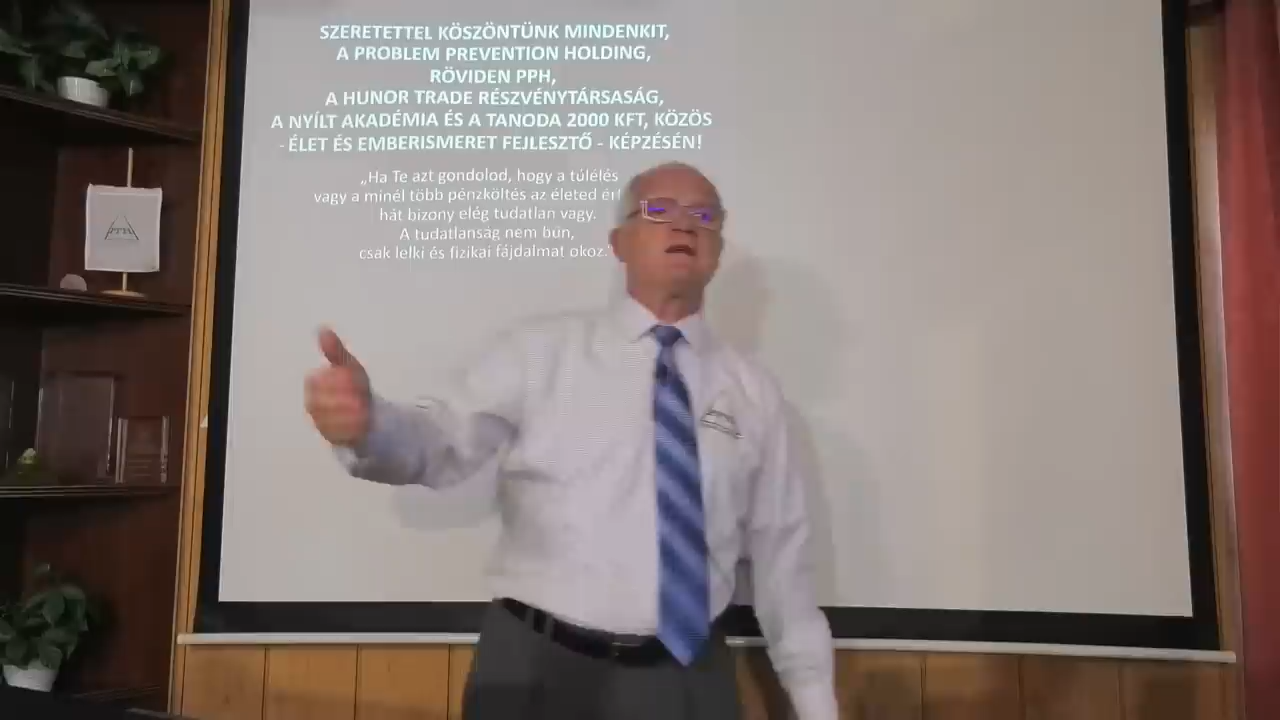 SZERETETTEL KÖSZÖNTÜNK MINDENKIT,
A PROBLEM PREVENTION HOLDING,
RÖVIDEN PPH,
A HUNOR TRADE RÉSZVÉNYTÁRSASÁG,
A NYÍLT AKADÉMIA ÉS A TANODA 2000 KFT, KÖZÖS
- ÉLET ÉS EMBERISMERET FEJLESZTŐ - KÉPZÉSÉN!
„Ha Te azt gondolod, hogy a túlélés
vagy a minél több pénzköltés az életed
hát bizony elég tudatlan vagy.
A tudatlanság nem bűn,
csak lelki és fizikai fájdalmat okoz."